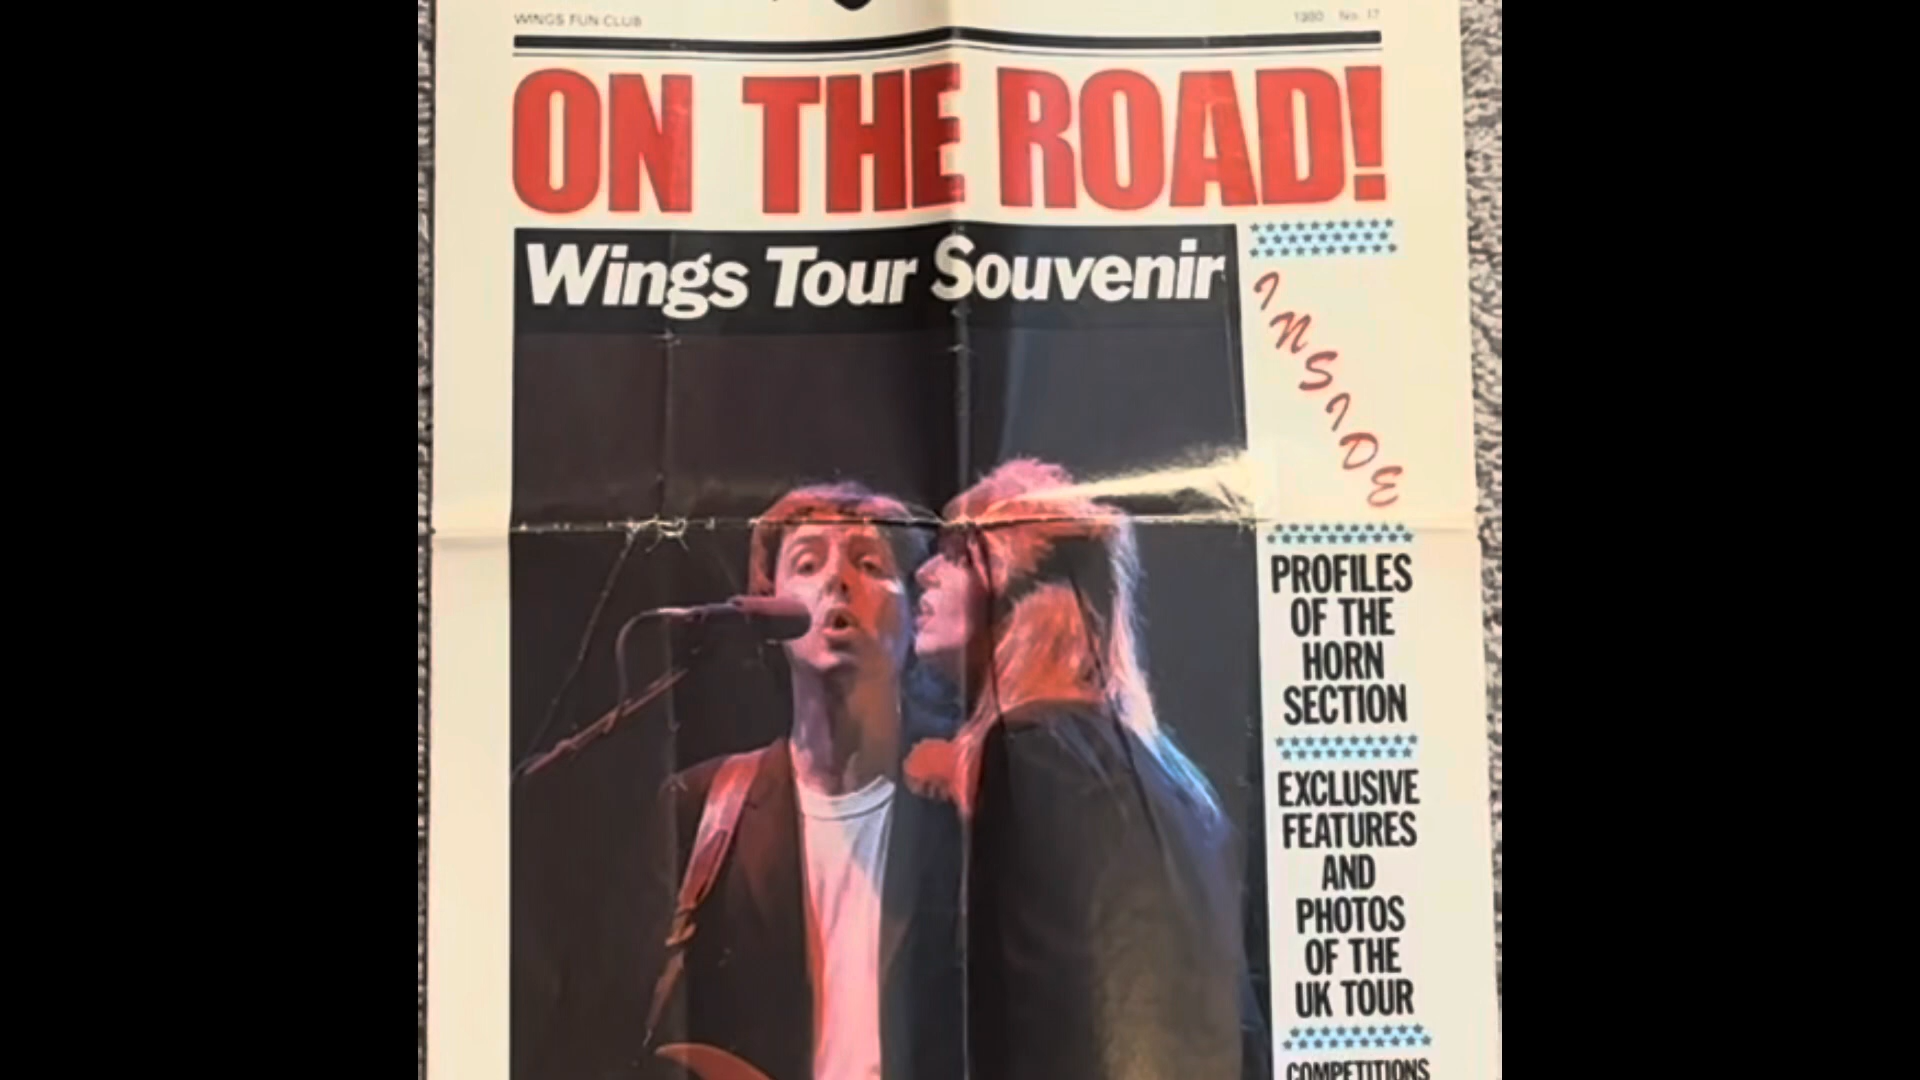 WINGS FUN CLUB
1980 No. 17
ON THE ROAD!
Wings Tour Souvenir
INSIDE
PROFILES
OF THE
HORN
SECTION
EXCLUSIVE
FEATURES
AND
PHOTOS
OF THE
UK TOUR
COMPETITIONS